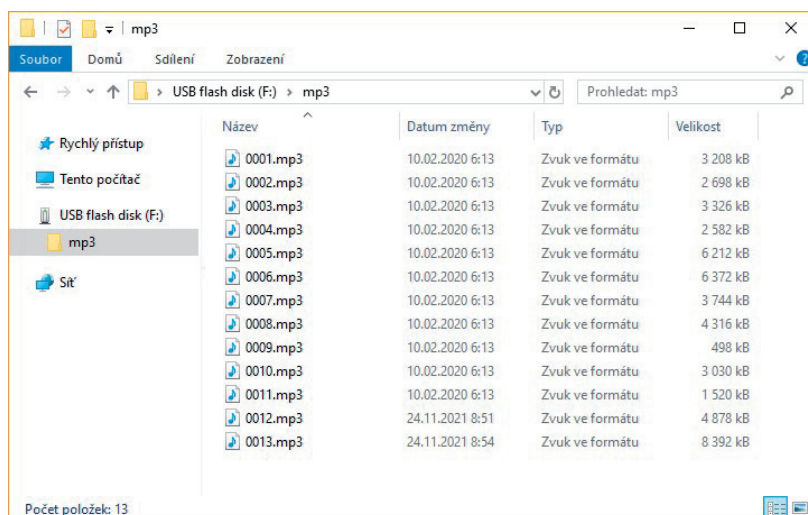 mp3
Soubor Domů Sdílení Zobrazení
USB flash disk (F:) › mp3 Prohledat: mp3
Rychlý přístup
Tento počítač
USB flash disk (F:)
mp3
Síť
Název Datum změny Typ Velikost
0001.mp3 10.02.2020 6:13 Zvuk ve formátu 3 208 kB
0002.mp3 10.02.2020 6:13 Zvuk ve formátu 2 698 kB
0003.mp3 10.02.2020 6:13 Zvuk ve formátu 3 326 kB
0004.mp3 10.02.2020 6:13 Zvuk ve formátu 2 582 kB
0005.mp3 10.02.2020 6:13 Zvuk ve formátu 6 212 kB
0006.mp3 10.02.2020 6:13 Zvuk ve formátu 6 372 kB
0007.mp3 10.02.2020 6:13 Zvuk ve formátu 3 744 kB
0008.mp3 10.02.2020 6:13 Zvuk ve formátu 4 316 kB
0009.mp3 10.02.2020 6:13 Zvuk ve formátu 498 kB
0010.mp3 10.02.2020 6:13 Zvuk ve formátu 3 030 kB
0011.mp3 10.02.2020 6:13 Zvuk ve formátu 1 520 kB
0012.mp3 24.11.2021 8:51 Zvuk ve formátu 4 878 kB
0013.mp3 24.11.2021 8:54 Zvuk ve formátu 8 392 kB
Počet položek: 13